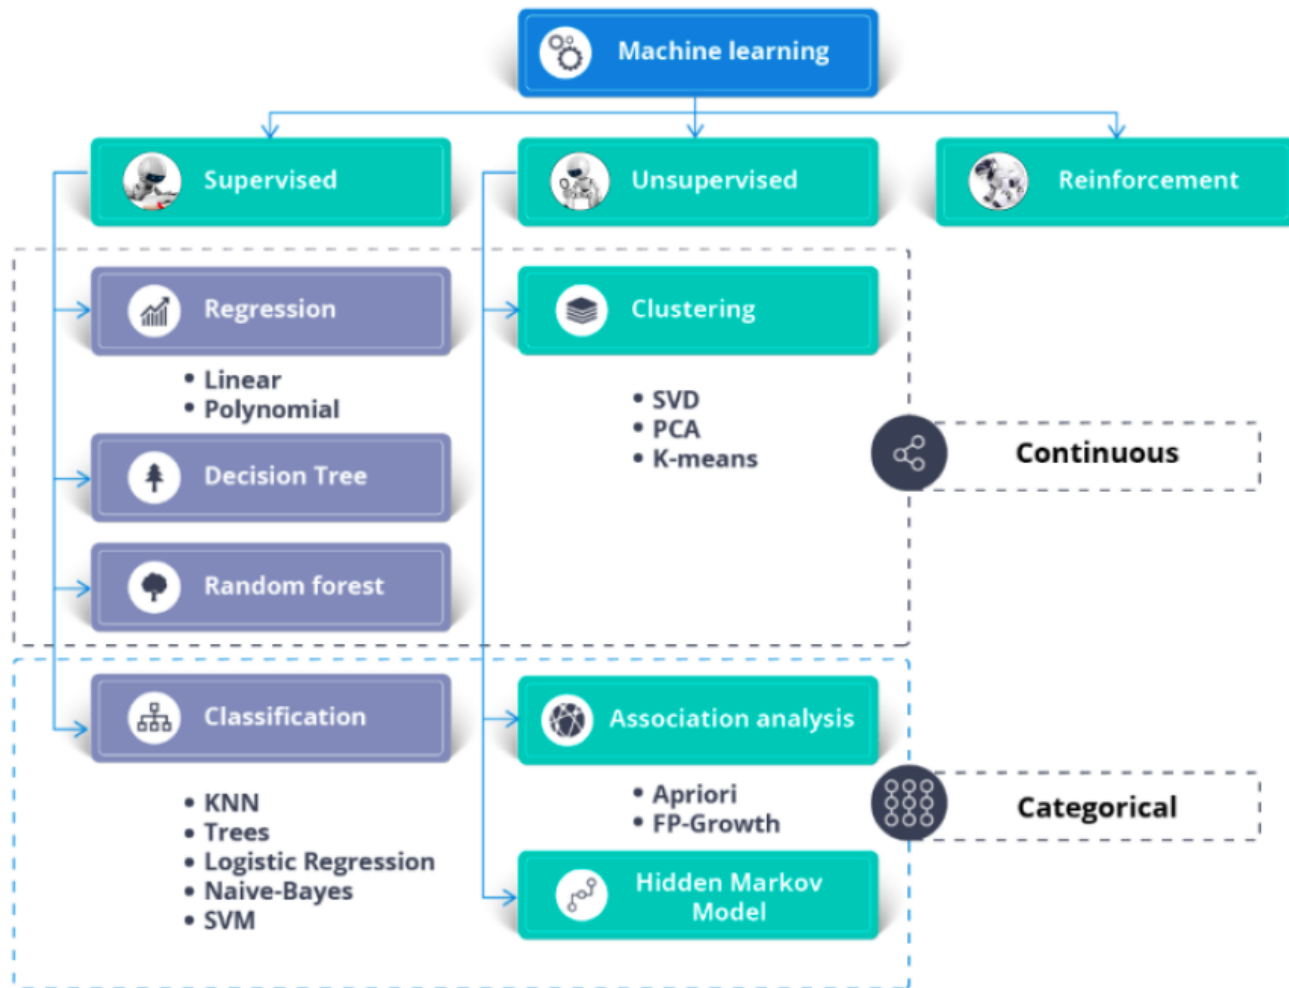 Machine learning
Supervised
Unsupervised
Reinforcement
Regression
• Linear
• Polynomial
Decision Tree
Random forest
Clustering
• SVD
• PCA
• K-means
Continuous
Classification
• KNN
• Trees
• Logistic Regression
• Naive-Bayes
• SVM
Association analysis
• Apriori
• FP-Growth
Hidden Markov
Model
Categorical